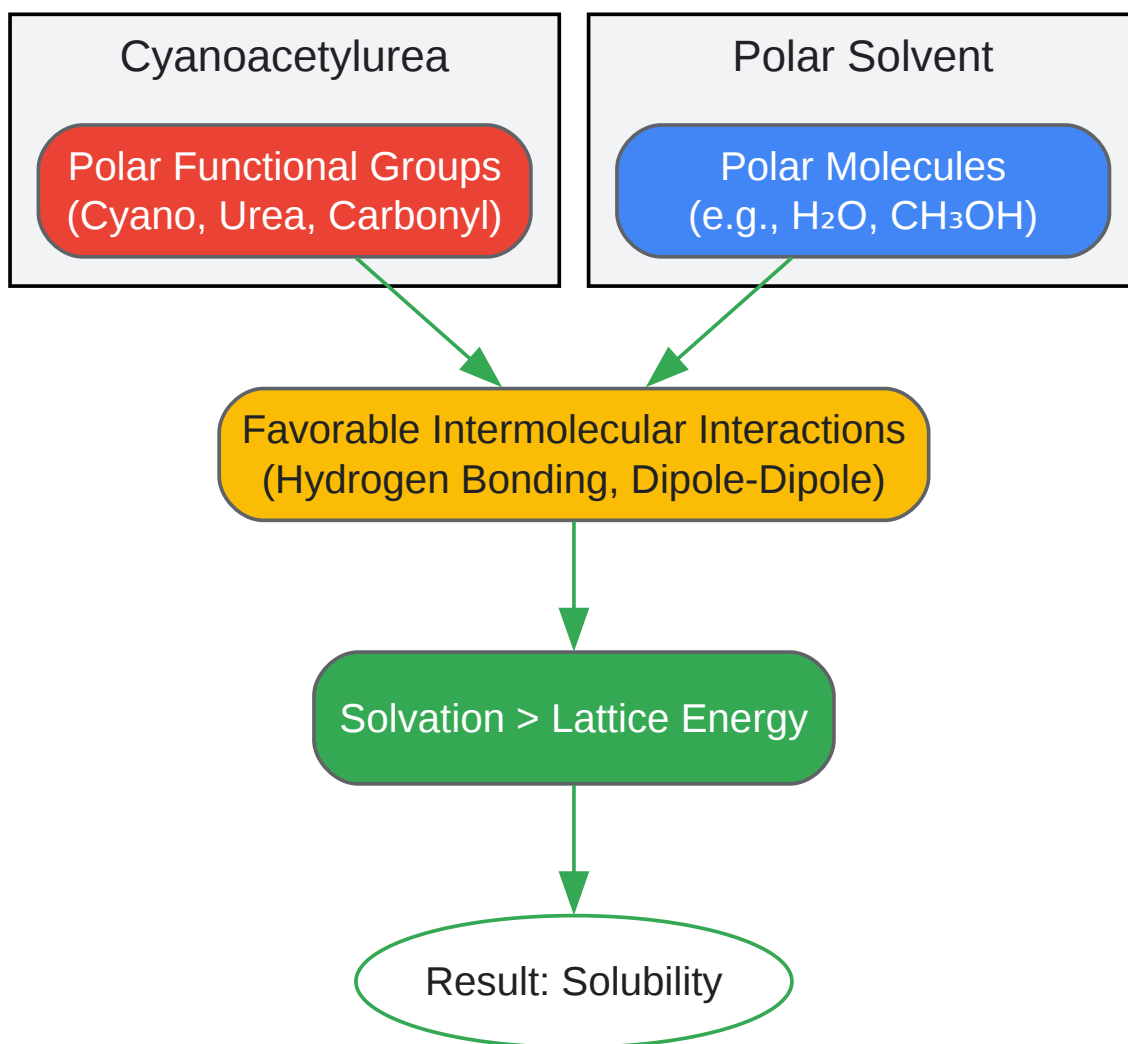 Cyanoacetylurea
Polar Solvent
Polar Functional Groups
(Cyano, Urea, Carbonyl)
Polar Molecules
(e.g., H₂O, CH₃OH)
Favorable Intermolecular Interactions
(Hydrogen Bonding, Dipole-Dipole)
Solvation > Lattice Energy
Result: Solubility